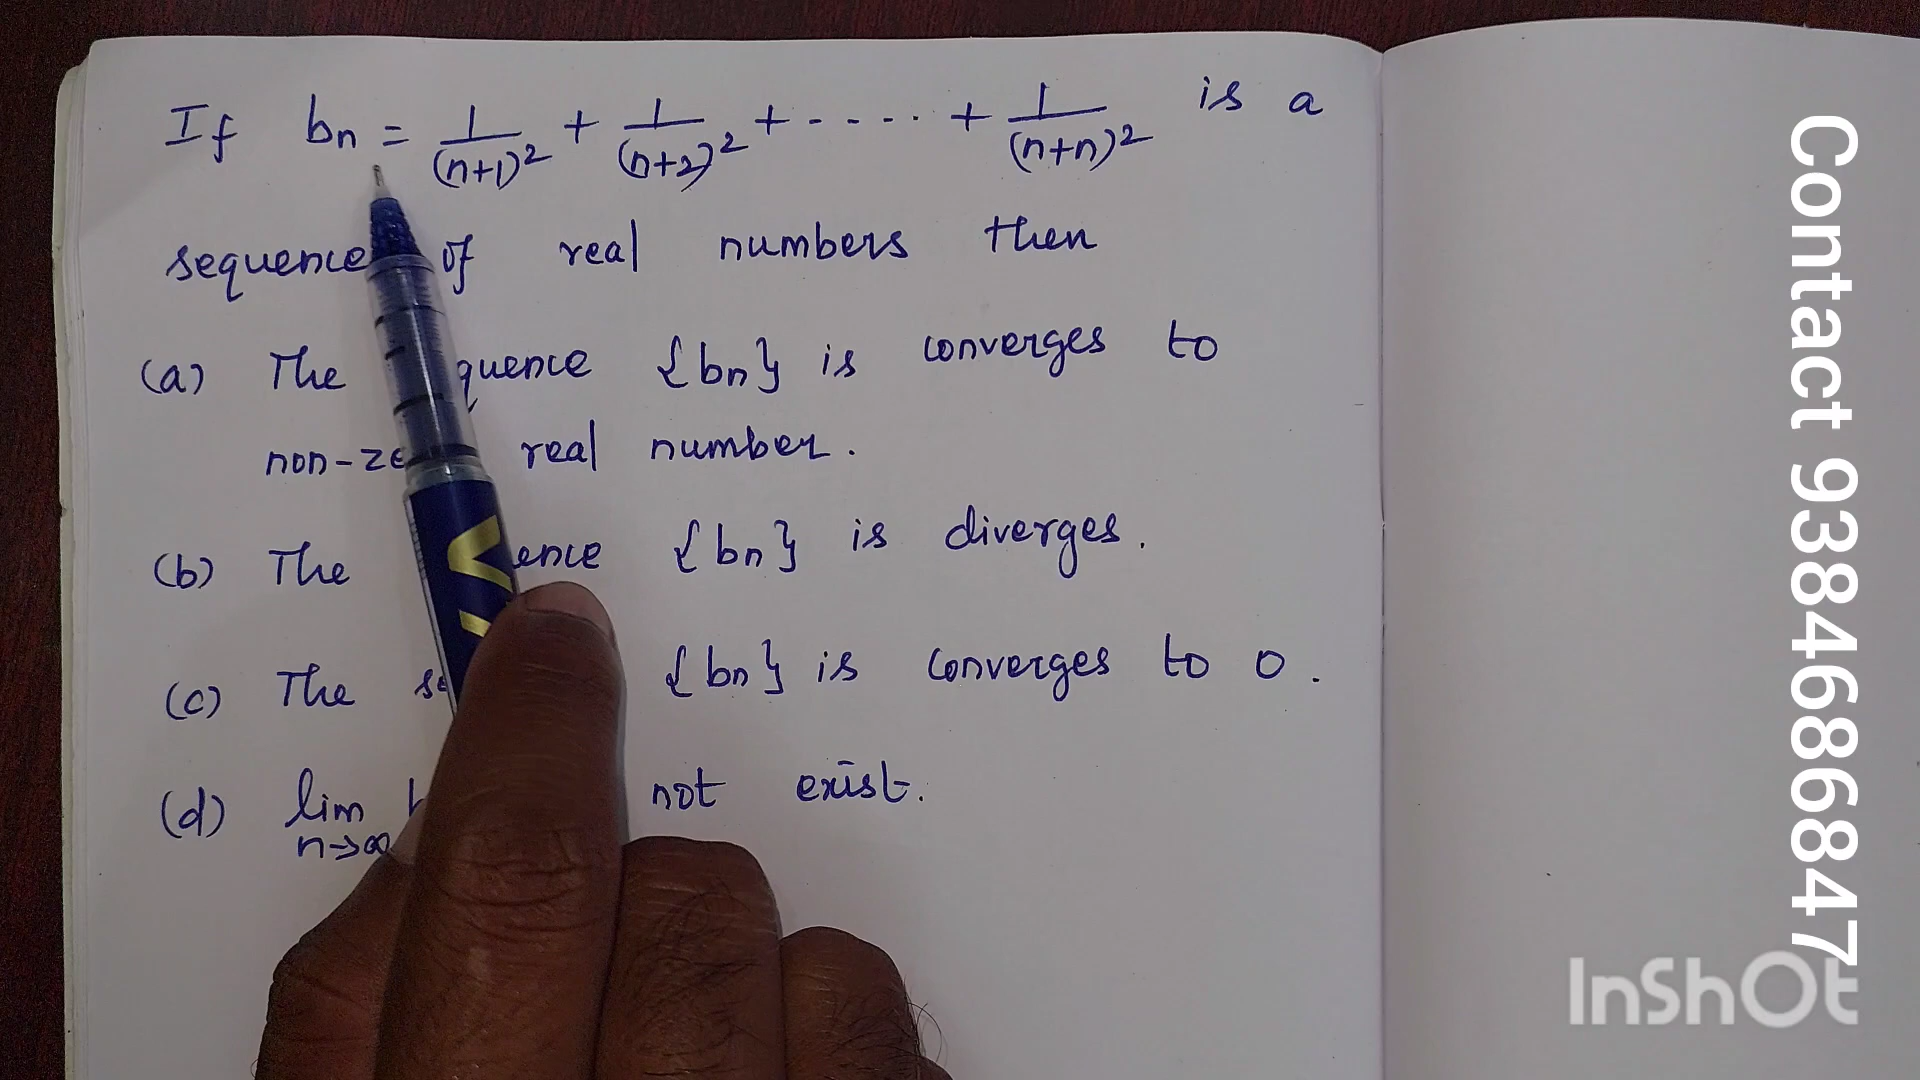 If bn = 1/(n+1)² + 1/(n+2)² + - - - - · + 1/(n+n)² is a
sequence of real numbers then
(a) The quence {bn} is converges to
non-ze real number.
(b) The ence {bn} is diverges.
(c) The se {bn} is converges to 0.
(d) lim n→∞ not exist.
Contact 9384686847
InShOt